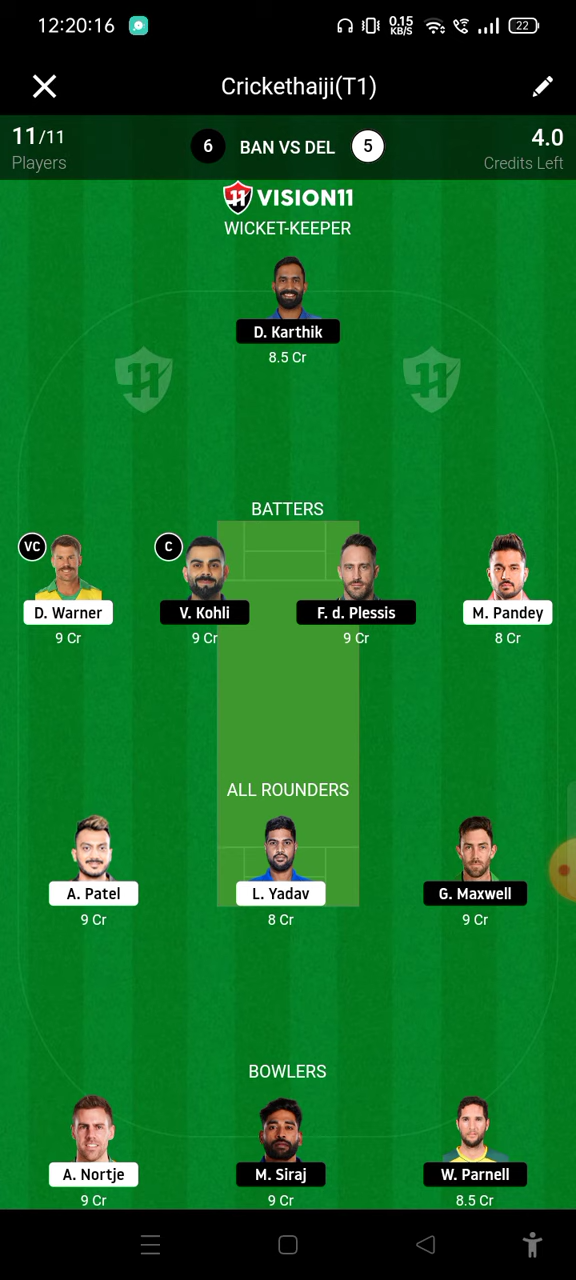 12:20:16
0.15
KB/S
22
Crickethaiji(T1)
11/11
Players
6 BAN VS DEL 5
4.0
Credits Left
11 VISION11
WICKET-KEEPER
D. Karthik
8.5 Cr
11 11
BATTERS
VC C
D. Warner V. Kohli F. d. Plessis M. Pandey
9 Cr 9 Cr 9 Cr 8 Cr
ALL ROUNDERS
A. Patel L. Yadav G. Maxwell
9 Cr 8 Cr 9 Cr
BOWLERS
A. Nortje M. Siraj W. Parnell
9 Cr 9 Cr 8.5 Cr